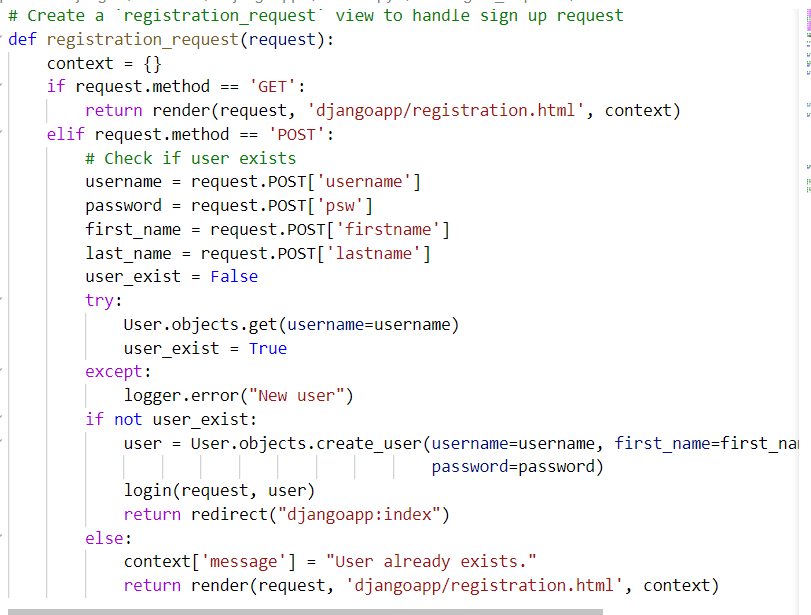 # Create a `registration_request` view to handle sign up request
def registration_request(request):
    context = {}
    if request.method == 'GET':
        return render(request, 'djangoapp/registration.html', context)
    elif request.method == 'POST':
        # Check if user exists
        username = request.POST['username']
        password = request.POST['psw']
        first_name = request.POST['firstname']
        last_name = request.POST['lastname']
        user_exist = False
        try:
            User.objects.get(username=username)
            user_exist = True
        except:
            logger.error("New user")
        if not user_exist:
            user = User.objects.create_user(username=username, first_name=first_na
                                            password=password)
            login(request, user)
            return redirect("djangoapp:index")
        else:
            context['message'] = "User already exists."
            return render(request, 'djangoapp/registration.html', context)